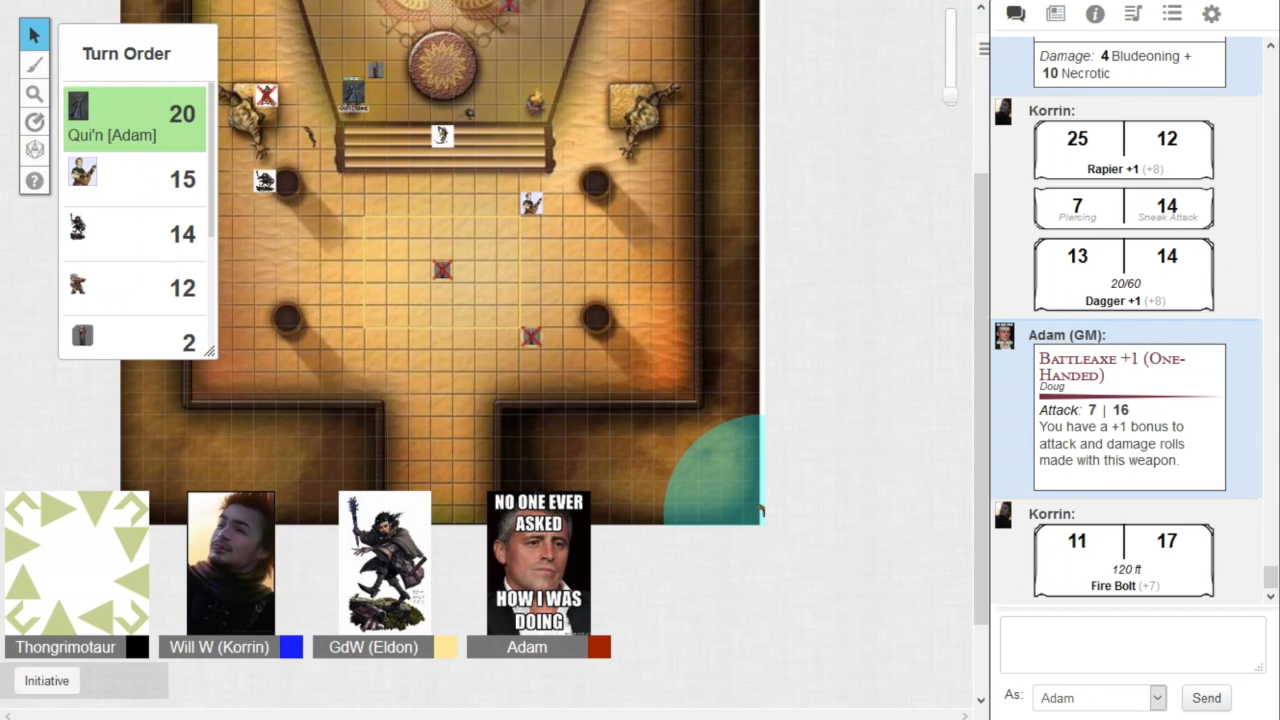 Turn Order
20
Qui'n [Adam]
15
14
12
2
NO ONE EVER
ASKED
HOW I WAS
DOING
Thongrimotaur
Will W (Korrin)
GdW (Eldon)
Adam
Initiative
Damage: 4 Bludeoning +
10 Necrotic
Korrin:
25 12
Rapier +1 (+8)
7 14
Piercing Sneak Attack
13 14
20/60
Dagger +1 (+8)
Adam (GM):
Battleaxe +1 (One-
Handed)
Doug
Attack: 7 | 16
You have a +1 bonus to
attack and damage rolls
made with this weapon.
Korrin:
11 17
120 ft
Fire Bolt (+7)
As: Adam Send